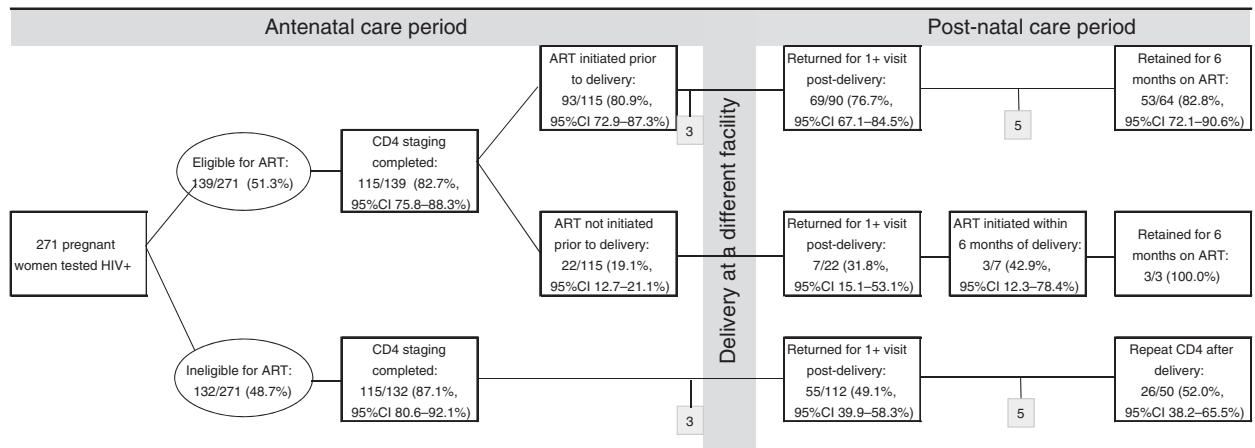 Antenatal care period
Post-natal care period
271 pregnant
women tested HIV+
Eligible for ART:
139/271 (51.3%)
CD4 staging
completed:
115/139 (82.7%,
95%CI 75.8–88.3%)
ART initiated prior
to delivery:
93/115 (80.9%,
95%CI 72.9–87.3%)
3
Returned for 1+ visit
post-delivery:
69/90 (76.7%,
95%CI 67.1–84.5%)
5
Retained for 6
months on ART:
53/64 (82.8%,
95%CI 72.1–90.6%)
ART not initiated
prior to delivery:
22/115 (19.1%,
95%CI 12.7–21.1%)
Delivery at a different facility
Returned for 1+ visit
post-delivery:
7/22 (31.8%,
95%CI 15.1–53.1%)
ART initiated within
6 months of delivery:
3/7 (42.9%,
95%CI 12.3–78.4%)
Retained for 6
months on ART:
3/3 (100.0%)
Ineligible for ART:
132/271 (48.7%)
CD4 staging
completed:
115/132 (87.1%,
95%CI 80.6–92.1%)
3
Returned for 1+ visit
post-delivery:
55/112 (49.1%,
95%CI 39.9–58.3%)
5
Repeat CD4 after
delivery:
26/50 (52.0%,
95%CI 38.2–65.5%)